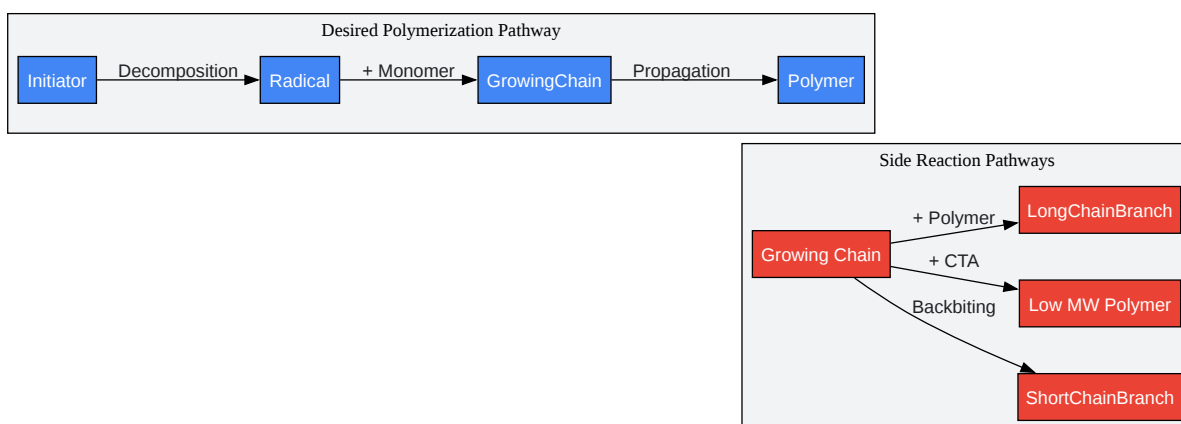 Desired Polymerization Pathway
Initiator
Decomposition
Radical
+ Monomer
GrowingChain
Propagation
Polymer
Side Reaction Pathways
Growing Chain
+ Polymer
LongChainBranch
+ CTA
Low MW Polymer
Backbiting
ShortChainBranch